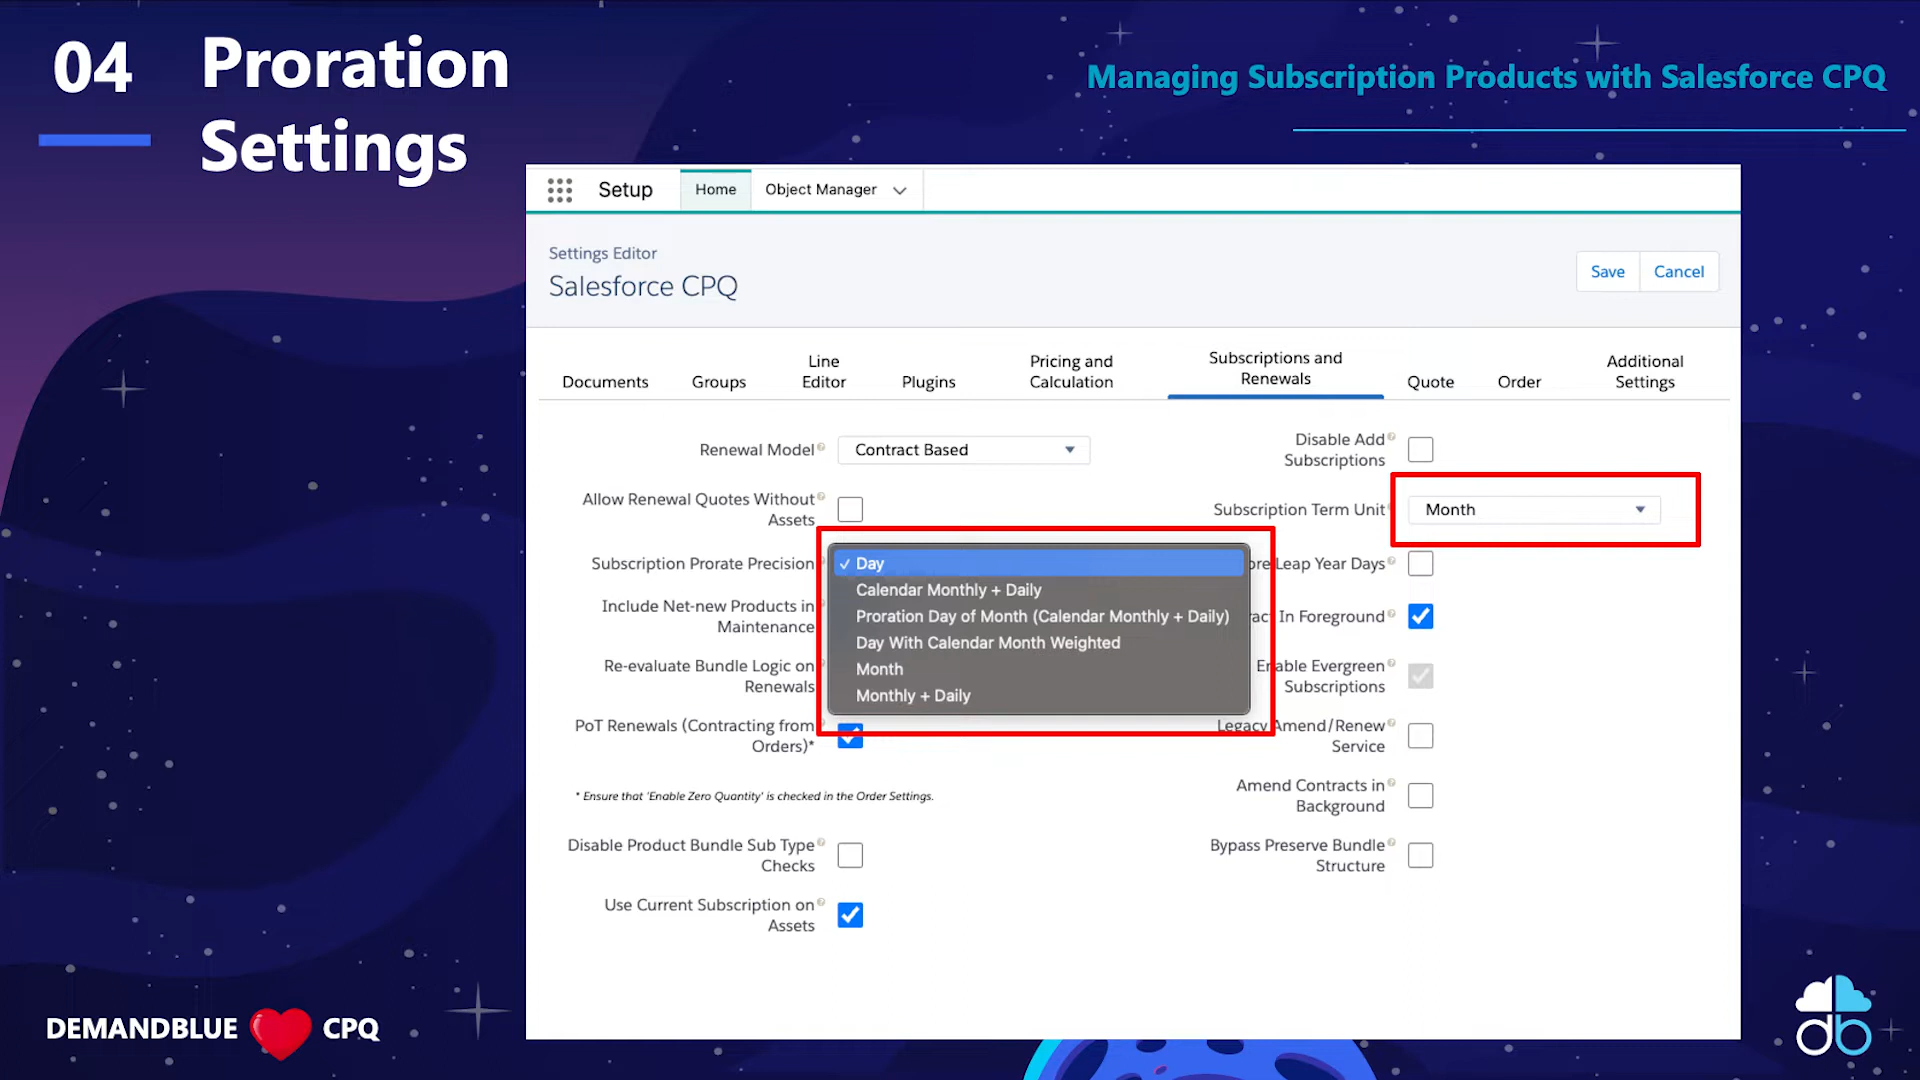 04
Proration
Settings
Managing Subscription Products with Salesforce CPQ
Setup
Home
Object Manager
Settings Editor
Salesforce CPQ
Save
Cancel
Documents
Groups
Line
Editor
Plugins
Pricing and
Calculation
Subscriptions and
Renewals
Quote
Order
Additional
Settings
Renewal Model
Contract Based
Disable Add
Subscriptions
Allow Renewal Quotes Without
Assets
Subscription Term Unit
Month
Subscription Prorate Precision
✓ Day
Calendar Monthly + Daily
Proration Day of Month (Calendar Monthly + Daily)
Day With Calendar Month Weighted
Month
Monthly + Daily
Leap Year Days
Include Net-new Products in
Maintenance
In Foreground
Re-evaluate Bundle Logic on
Renewals
Enable Evergreen
Subscriptions
PoT Renewals (Contracting from
Orders)*
Legacy Amend/Renew
Service
* Ensure that 'Enable Zero Quantity' is checked in the Order Settings.
Amend Contracts in
Background
Disable Product Bundle Sub Type
Checks
Bypass Preserve Bundle
Structure
Use Current Subscription on
Assets
DEMANDBLUE CPQ
db